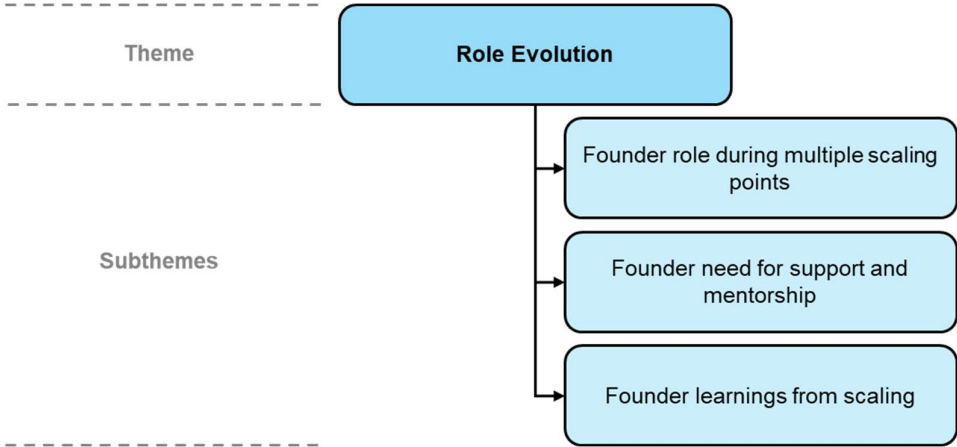 Theme
Role Evolution
Founder role during multiple scaling
points
Subthemes
Founder need for support and
mentorship
Founder learnings from scaling